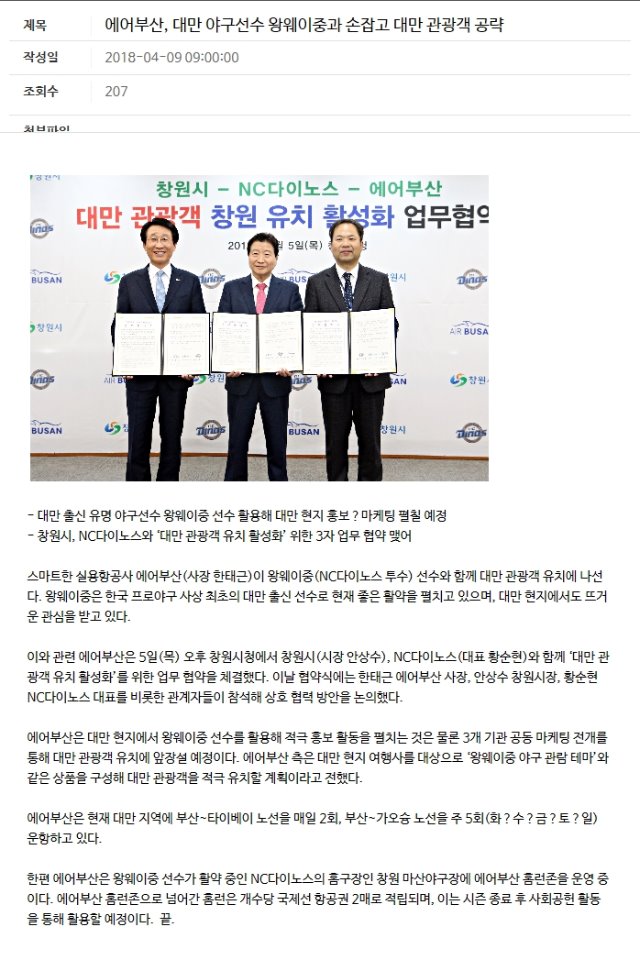 제목 에어부산, 대만 야구선수 왕웨이중과 손잡고 대만 관광객 공략
작성일 2018-04-09 09:00:00
조회수 207
첨부파일
창원시 - NC다이노스 - 에어부산
대만 관광객 창원 유치 활성화 업무협약
5일(목)
Dinos
AIR BUSAN
창원시
- 대만 출신 유명 야구선수 왕웨이중 선수 활용해 대만 현지 홍보?마케팅 펼칠 예정
- 창원시, NC다이노스와 '대만 관광객 유치 활성화' 위한 3자 업무 협약 맺어
스마트한 실용항공사 에어부산(사장 한태근)이 왕웨이중(NC다이노스 투수) 선수와 함께 대만 관광객 유치에 나선
다. 왕웨이중은 한국 프로야구 사상 최초의 대만 출신 선수로 현재 좋은 활약을 펼치고 있으며, 대만 현지에서도 뜨거
운 관심을 받고 있다.
이와 관련 에어부산은 5일(목) 오후 창원시청에서 창원시(시장 안상수), NC다이노스(대표 황순현)와 함께 '대만 관
광객 유치 활성화'를 위한 업무 협약을 체결했다. 이날 협약식에는 한태근 에어부산 사장, 안상수 창원시장, 황순현
NC다이노스 대표를 비롯한 관계자들이 참석해 상호 협력 방안을 논의했다.
에어부산은 대만 현지에서 왕웨이중 선수를 활용해 적극 홍보 활동을 펼치는 것은 물론 3개 기관 공동 마케팅 전개를
통해 대만 관광객 유치에 앞장설 예정이다. 에어부산 측은 대만 현지 여행사를 대상으로 '왕웨이중 야구 관람 테마'와
같은 상품을 구성해 대만 관광객을 적극 유치할 계획이라고 전했다.
에어부산은 현재 대만 지역에 부산~타이베이 노선을 매일 2회, 부산~가오슝 노선을 주 5회(화?수?금?토?일)
운항하고 있다.
한편 에어부산은 왕웨이중 선수가 활약 중인 NC다이노스의 홈구장인 창원 마산야구장에 에어부산 홈런존을 운영 중
이다. 에어부산 홈런존으로 넘어간 홈런은 개수당 국제선 항공권 2매로 적립되며, 이는 시즌 종료 후 사회공헌 활동
을 통해 활용할 예정이다. 끝.